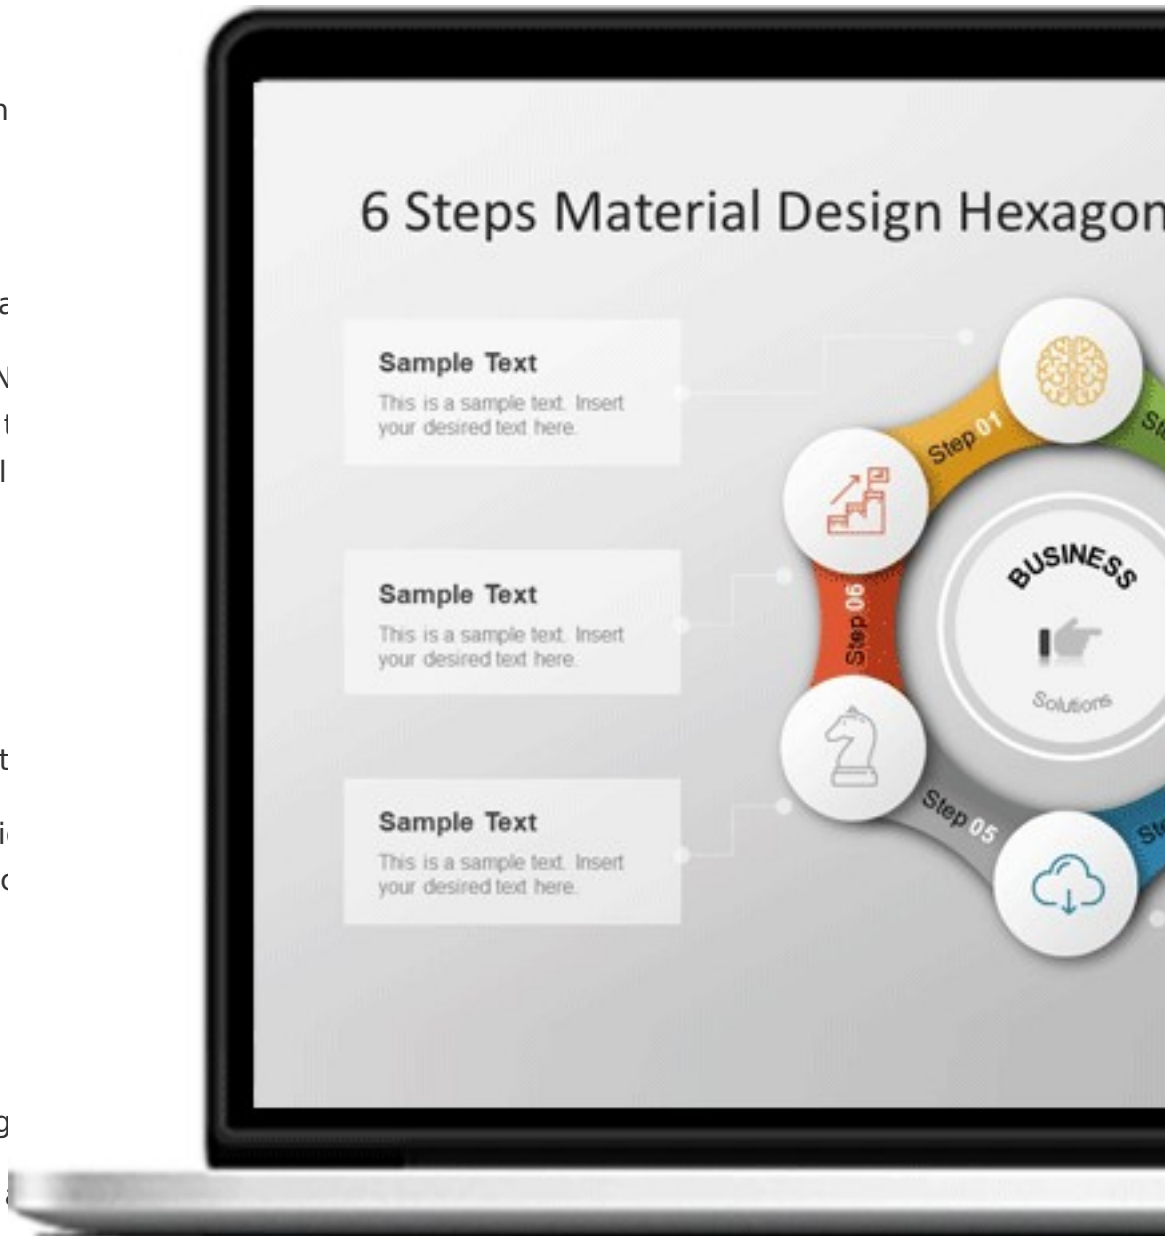 6 Steps Material Design Hexagon
Sample Text
This is a sample text. Insert
your desired text here.
Step 01
BUSINESS
Step 06
Sample Text
This is a sample text. Insert
your desired text here.
Solutions
Sample Text
This is a sample text. Insert
your desired text here.
Step 05